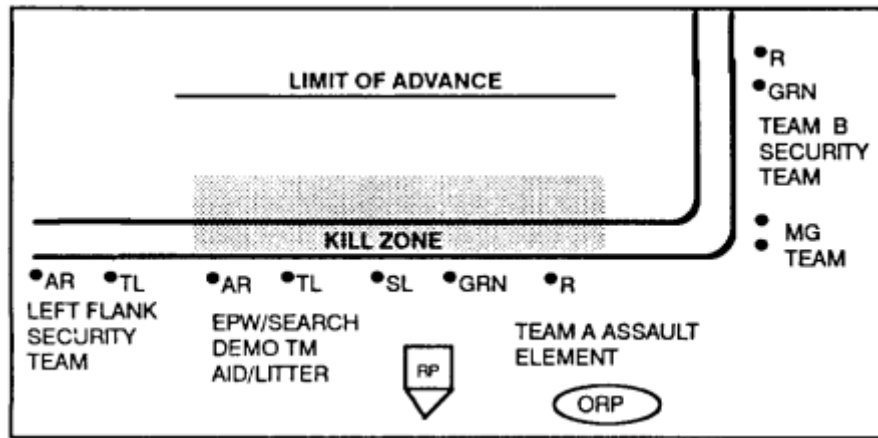 LIMIT OF ADVANCE
R
GRN
TEAM B
SECURITY
TEAM
KILL ZONE
MG
TEAM
AR
TL
AR
TL
SL
GRN
R
LEFT FLANK
SECURITY
TEAM
EPW/SEARCH
DEMO TM
AID/LITTER
TEAM A ASSAULT
ELEMENT
RP
ORP